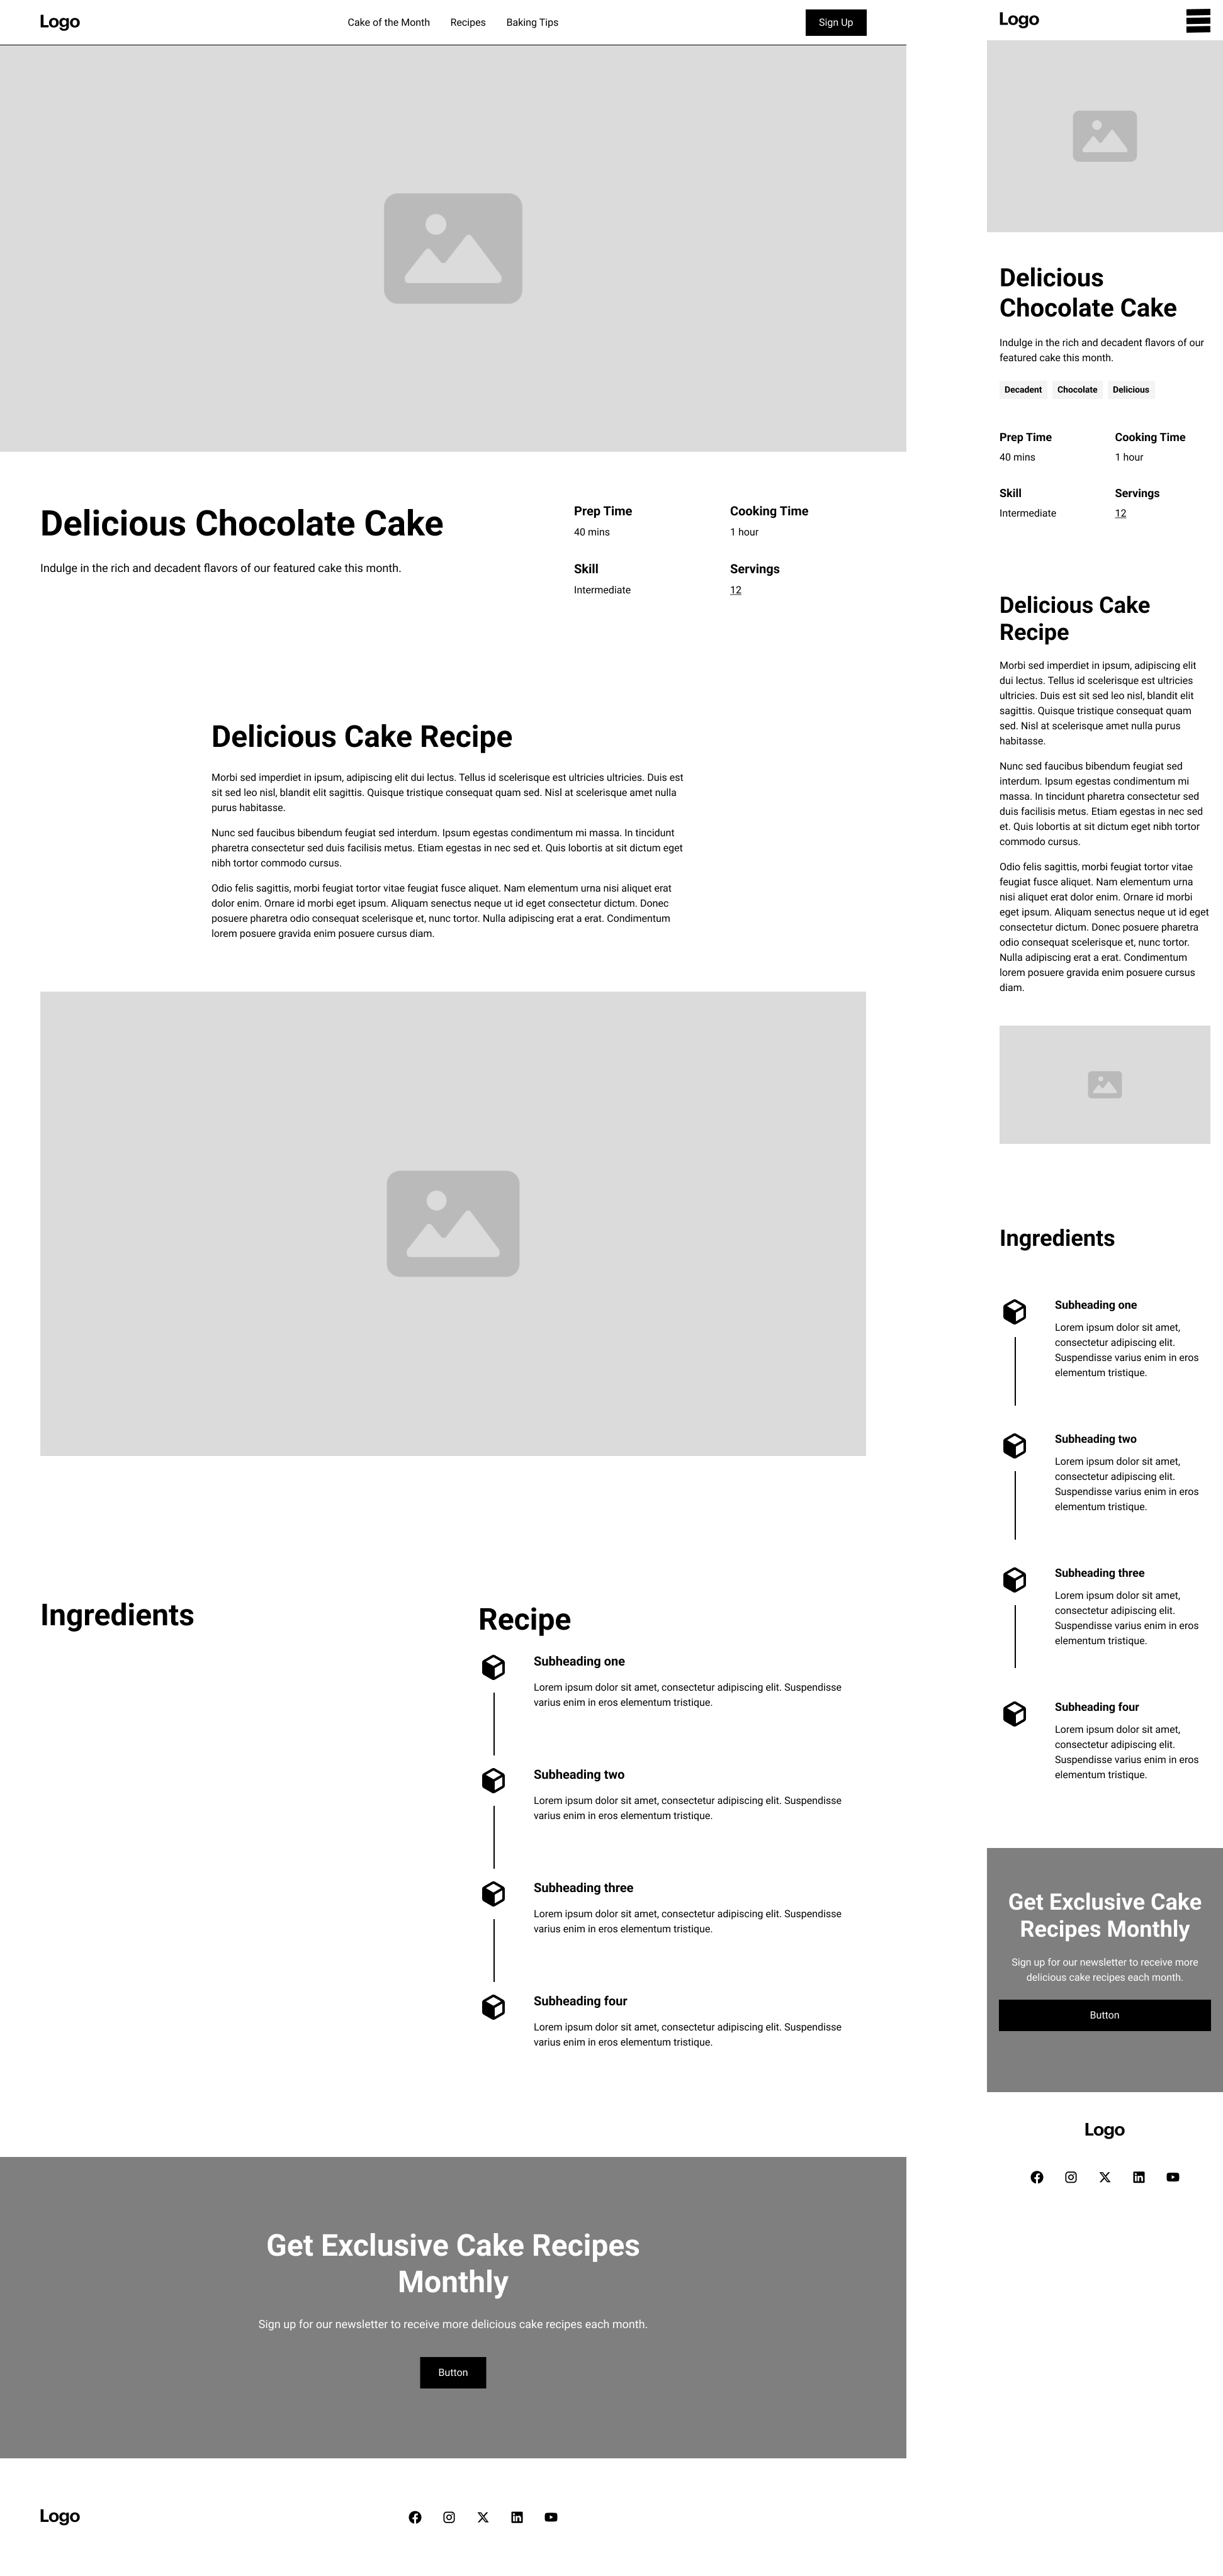 Logo
Cake of the Month
Recipes
Baking Tips
Sign Up
Delicious Chocolate Cake
Indulge in the rich and decadent flavors of our featured cake this month.
Prep Time
40 mins
Cooking Time
1 hour
Skill
Intermediate
Servings
12
Delicious Cake Recipe
Morbi sed imperdiet in ipsum, adipiscing elit dui lectus. Tellus id scelerisque est ultricies ultricies. Duis est
sit sed leo nisl, blandit elit sagittis. Quisque tristique consequat quam sed. Nisl at scelerisque amet nulla
purus habitasse.
Nunc sed faucibus bibendum feugiat sed interdum. Ipsum egestas condimentum mi massa. In tincidunt
pharetra consectetur sed duis facilisis metus. Etiam egestas in nec sed et. Quis lobortis at sit dictum eget
nibh tortor commodo cursus.
Odio felis sagittis, morbi feugiat tortor vitae feugiat fusce aliquet. Nam elementum urna nisi aliquet erat
dolor enim. Ornare id morbi eget ipsum. Aliquam senectus neque ut id eget consectetur dictum. Donec
posuere pharetra odio consequat scelerisque et, nunc tortor. Nulla adipiscing erat a erat. Condimentum
lorem posuere gravida enim posuere cursus diam.
Ingredients
Recipe
Subheading one
Lorem ipsum dolor sit amet, consectetur adipiscing elit. Suspendisse
varius enim in eros elementum tristique.
Subheading two
Lorem ipsum dolor sit amet, consectetur adipiscing elit. Suspendisse
varius enim in eros elementum tristique.
Subheading three
Lorem ipsum dolor sit amet, consectetur adipiscing elit. Suspendisse
varius enim in eros elementum tristique.
Subheading four
Lorem ipsum dolor sit amet, consectetur adipiscing elit. Suspendisse
varius enim in eros elementum tristique.
Get Exclusive Cake Recipes
Monthly
Sign up for our newsletter to receive more delicious cake recipes each month.
Button
Logo
Logo
Delicious
Chocolate Cake
Indulge in the rich and decadent flavors of our
featured cake this month.
Decadent
Chocolate
Delicious
Prep Time
40 mins
Cooking Time
1 hour
Skill
Intermediate
Servings
12
Delicious Cake
Recipe
Morbi sed imperdiet in ipsum, adipiscing elit
dui lectus. Tellus id scelerisque est ultricies
ultricies. Duis est sit sed leo nisl, blandit elit
sagittis. Quisque tristique consequat quam
sed. Nisl at scelerisque amet nulla purus
habitasse.
Nunc sed faucibus bibendum feugiat sed
interdum. Ipsum egestas condimentum mi
massa. In tincidunt pharetra consectetur sed
duis facilisis metus. Etiam egestas in nec sed
et. Quis lobortis at sit dictum eget nibh tortor
commodo cursus.
Odio felis sagittis, morbi feugiat tortor vitae
feugiat fusce aliquet. Nam elementum urna
nisi aliquet erat dolor enim. Ornare id morbi
eget ipsum. Aliquam senectus neque ut id eget
consectetur dictum. Donec posuere pharetra
odio consequat scelerisque et, nunc tortor.
Nulla adipiscing erat a erat. Condimentum
lorem posuere gravida enim posuere cursus
diam.
Ingredients
Subheading one
Lorem ipsum dolor sit amet,
consectetur adipiscing elit.
Suspendisse varius enim in eros
elementum tristique.
Subheading two
Lorem ipsum dolor sit amet,
consectetur adipiscing elit.
Suspendisse varius enim in eros
elementum tristique.
Subheading three
Lorem ipsum dolor sit amet,
consectetur adipiscing elit.
Suspendisse varius enim in eros
elementum tristique.
Subheading four
Lorem ipsum dolor sit amet,
consectetur adipiscing elit.
Suspendisse varius enim in eros
elementum tristique.
Get Exclusive Cake
Recipes Monthly
Sign up for our newsletter to receive more
delicious cake recipes each month.
Button
Logo